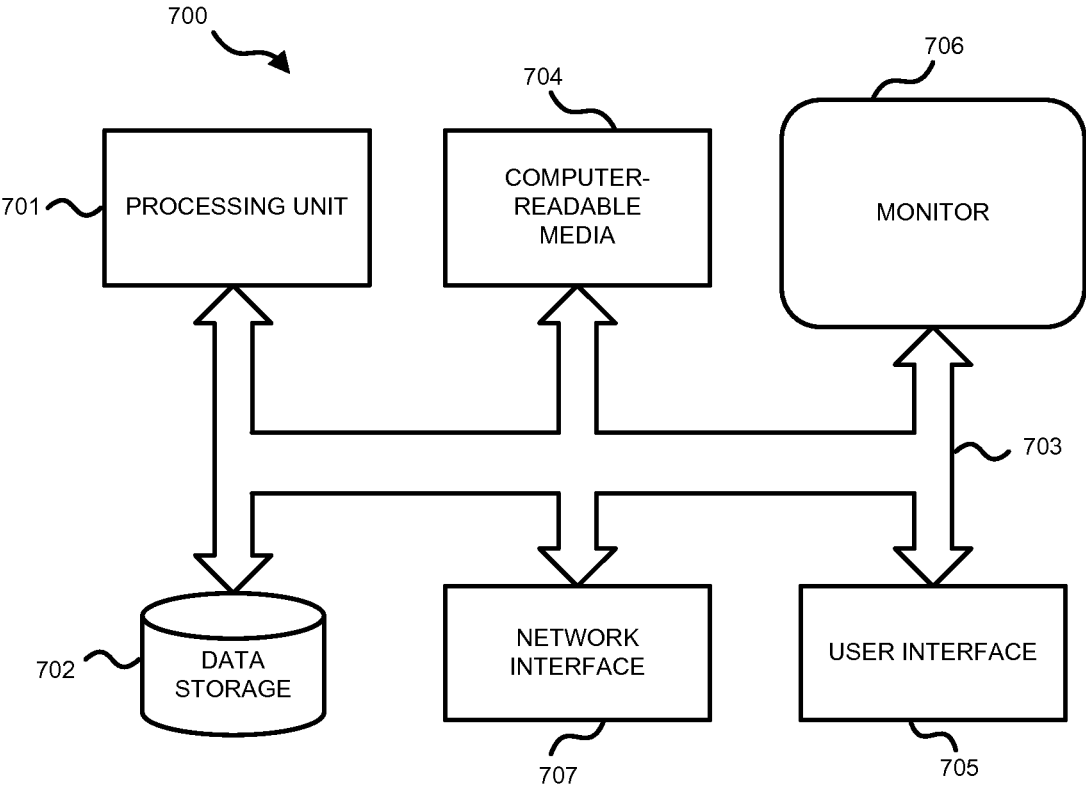 700
704
706
701
PROCESSING UNIT
COMPUTER-
READABLE
MEDIA
MONITOR
703
702
DATA
STORAGE
NETWORK
INTERFACE
USER INTERFACE
707
705